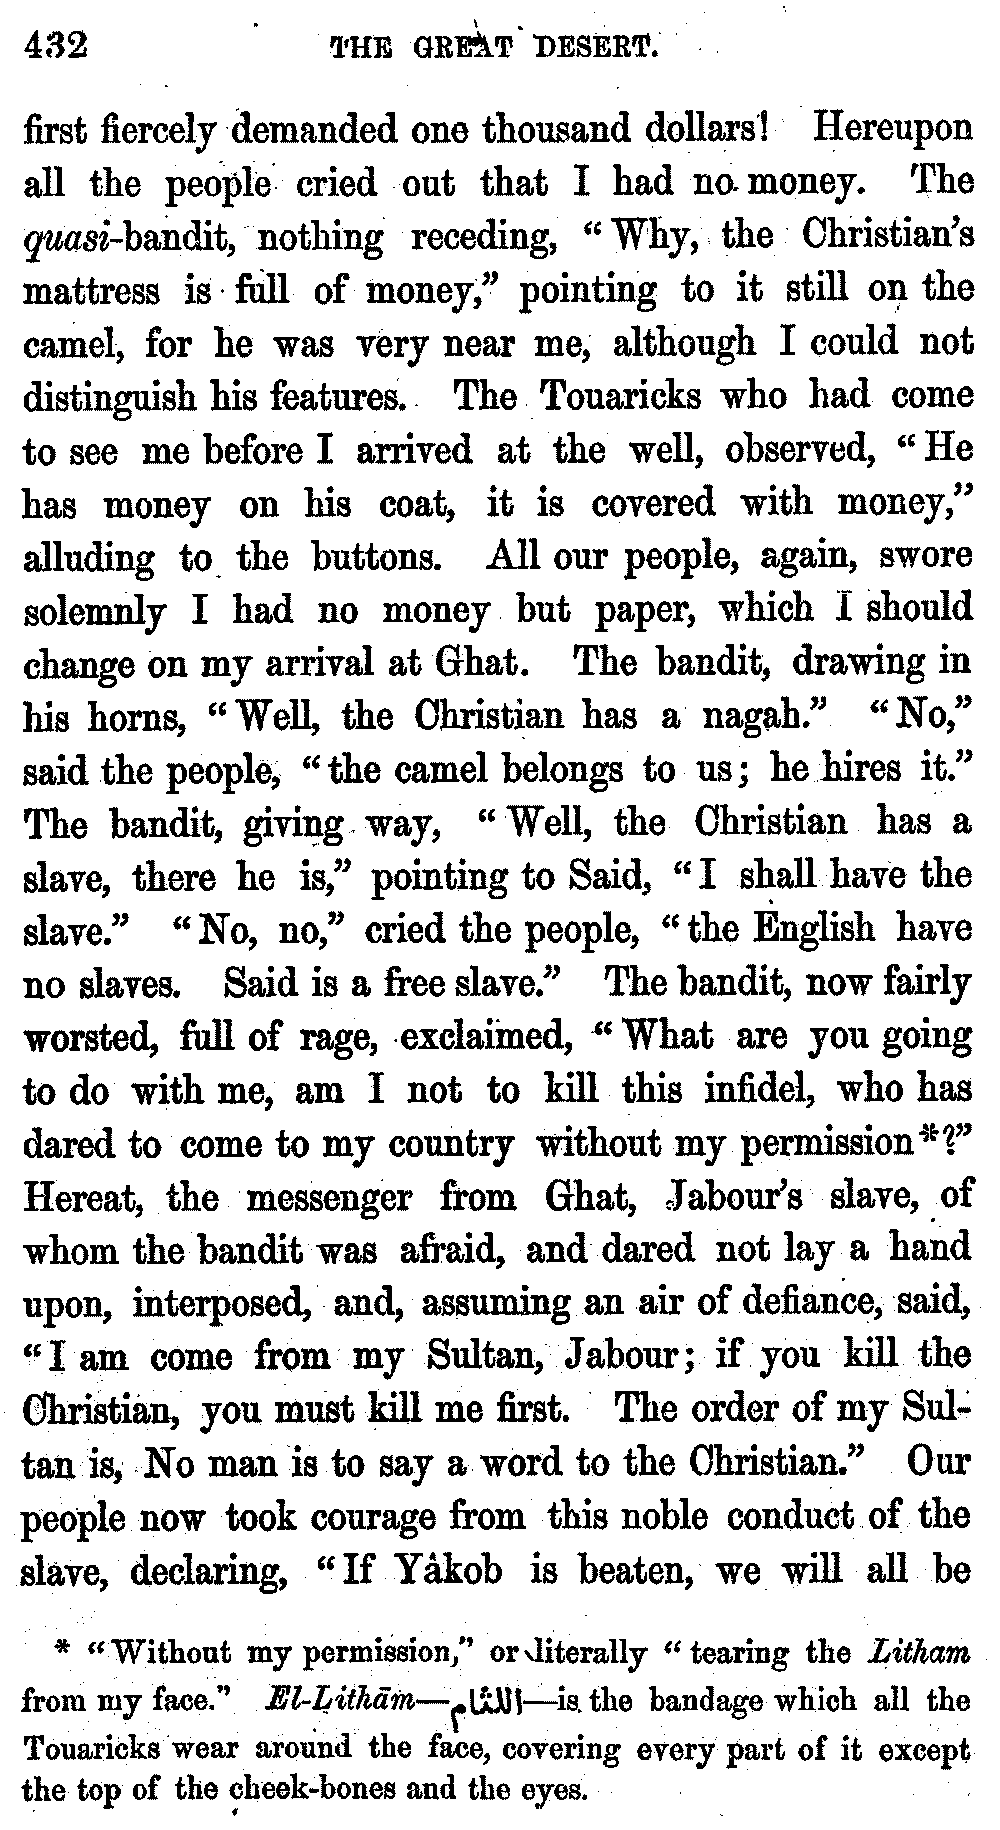 432 THE GREAT DESERT.
first fiercely demanded one thousand dollars! Hereupon
all the people cried out that I had no money. The
quasi-bandit, nothing receding, “Why, the Christian's
mattress is full of money,” pointing to it still on the
camel, for he was very near me, although I could not
distinguish his features. The Touaricks who had come
to see me before I arrived at the well, observed, “He
has money on his coat, it is covered with money,”
alluding to the buttons. All our people, again, swore
solemnly I had no money but paper, which I should
change on my arrival at Ghat. The bandit, drawing in
his horns, “Well, the Christian has a nagah.” “No,”
said the people, “the camel belongs to us; he hires it.”
The bandit, giving way, “Well, the Christian has a
slave, there he is,” pointing to Said, “I shall have the
slave.” “No, no,” cried the people, “the English have
no slaves. Said is a free slave.” The bandit, now fairly
worsted, full of rage, exclaimed, “What are you going
to do with me, am I not to kill this infidel, who has
dared to come to my country without my permission*?”
Hereat, the messenger from Ghat, Jabour's slave, of
whom the bandit was afraid, and dared not lay a hand
upon, interposed, and, assuming an air of defiance, said,
“I am come from my Sultan, Jabour; if you kill the
Christian, you must kill me first. The order of my Sul-
tan is, No man is to say a word to the Christian.” Our
people now took courage from this noble conduct of the
slave, declaring, “If Yâkob is beaten, we will all be
* “Without my permission,” or literally “tearing the Litham
from my face.” El-Lithām—اللثام—is the bandage which all the
Touaricks wear around the face, covering every part of it except
the top of the cheek-bones and the eyes.